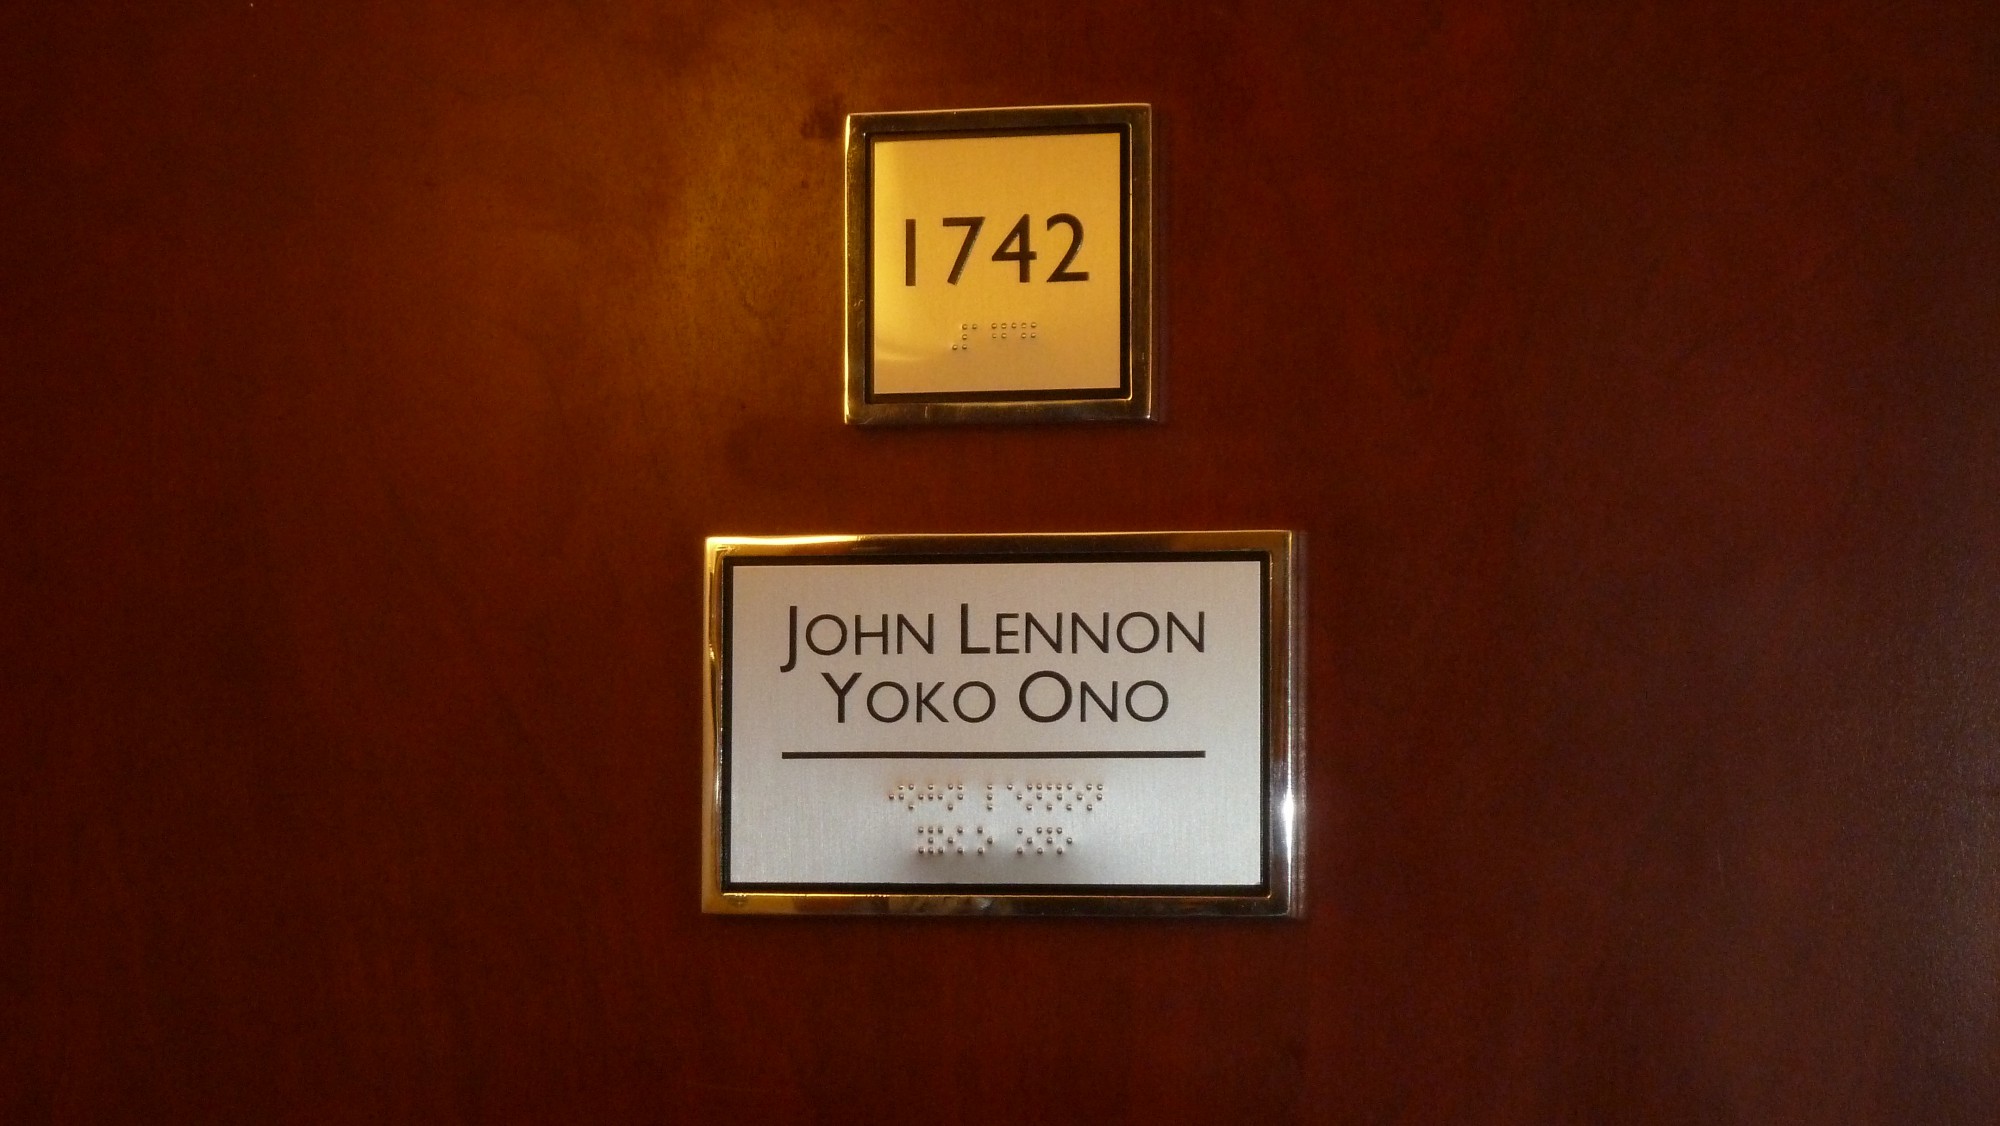 1742
⠼⠁⠛⠙⠃
John Lennon
Yoko Ono
⠚⠕⠓⠝ ⠇⠑⠝⠝⠕⠝
⠽⠕⠅⠕ ⠕⠝⠕